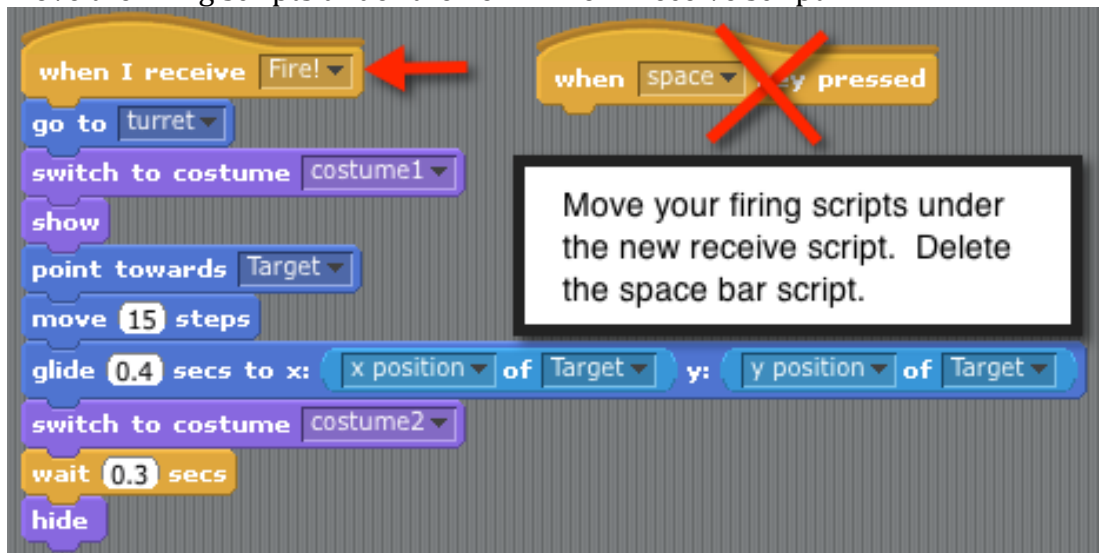 when I receive Fire!
go to turret
switch to costume costume1
show
point towards Target
move 15 steps
glide 0.4 secs to x: x position of Target y: y position of Target
switch to costume costume2
wait 0.3 secs
hide
when space key pressed
Move your firing scripts under
the new receive script. Delete
the space bar script.